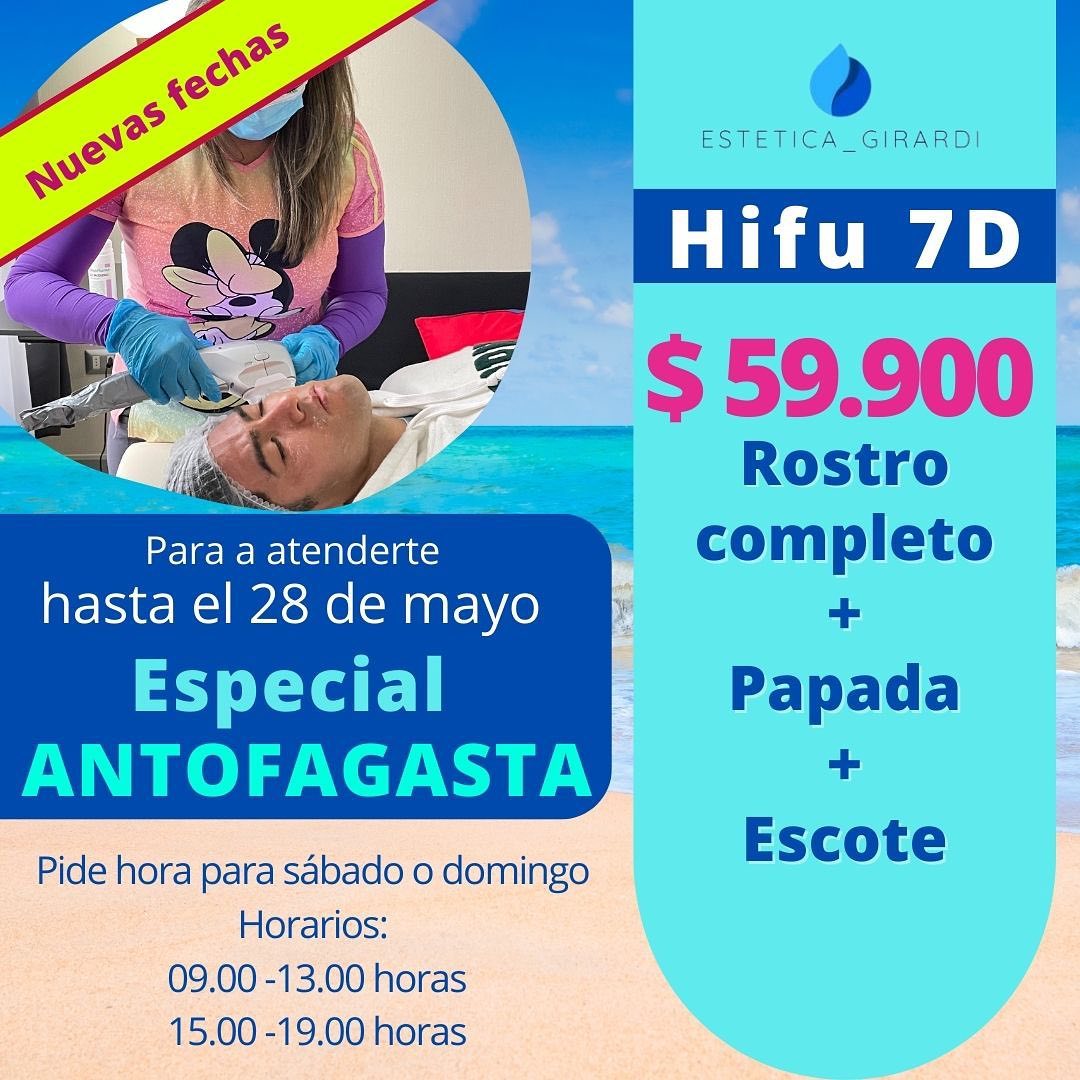 Nuevas fechas
ESTETICA_GIRARDI
Hifu 7D
$ 59.900
Rostro
completo
+
Papada
+
Escote
Para a atenderte
hasta el 28 de mayo
Especial
ANTOFAGASTA
Pide hora para sábado o domingo
Horarios:
09.00 -13.00 horas
15.00 -19.00 horas